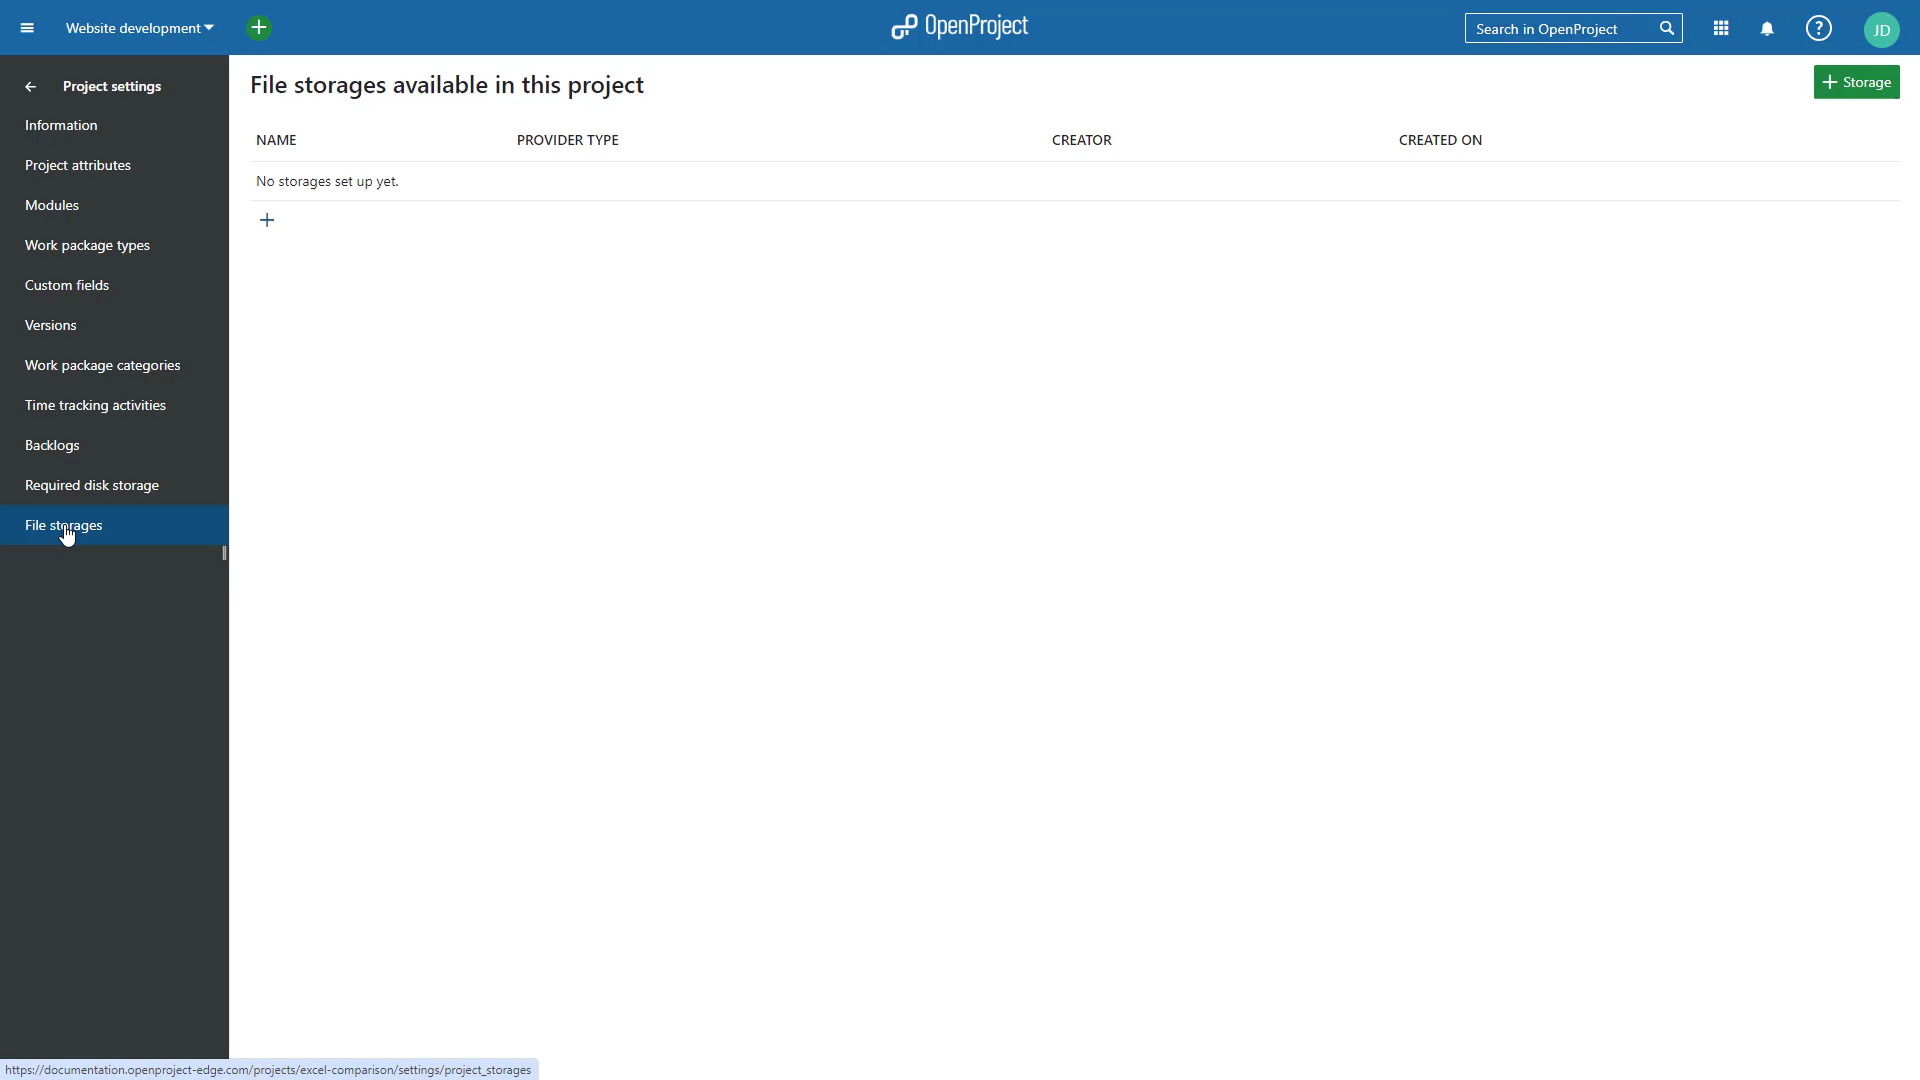 Website development
OpenProject
Search in OpenProject
?
JD
Project settings
Information
Project attributes
Modules
Work package types
Custom fields
Versions
Work package categories
Time tracking activities
Backlogs
Required disk storage
File storages
File storages available in this project
+ Storage
NAME PROVIDER TYPE CREATOR CREATED ON
No storages set up yet.
+
https://documentation.openproject-edge.com/projects/excel-comparison/settings/project_storages